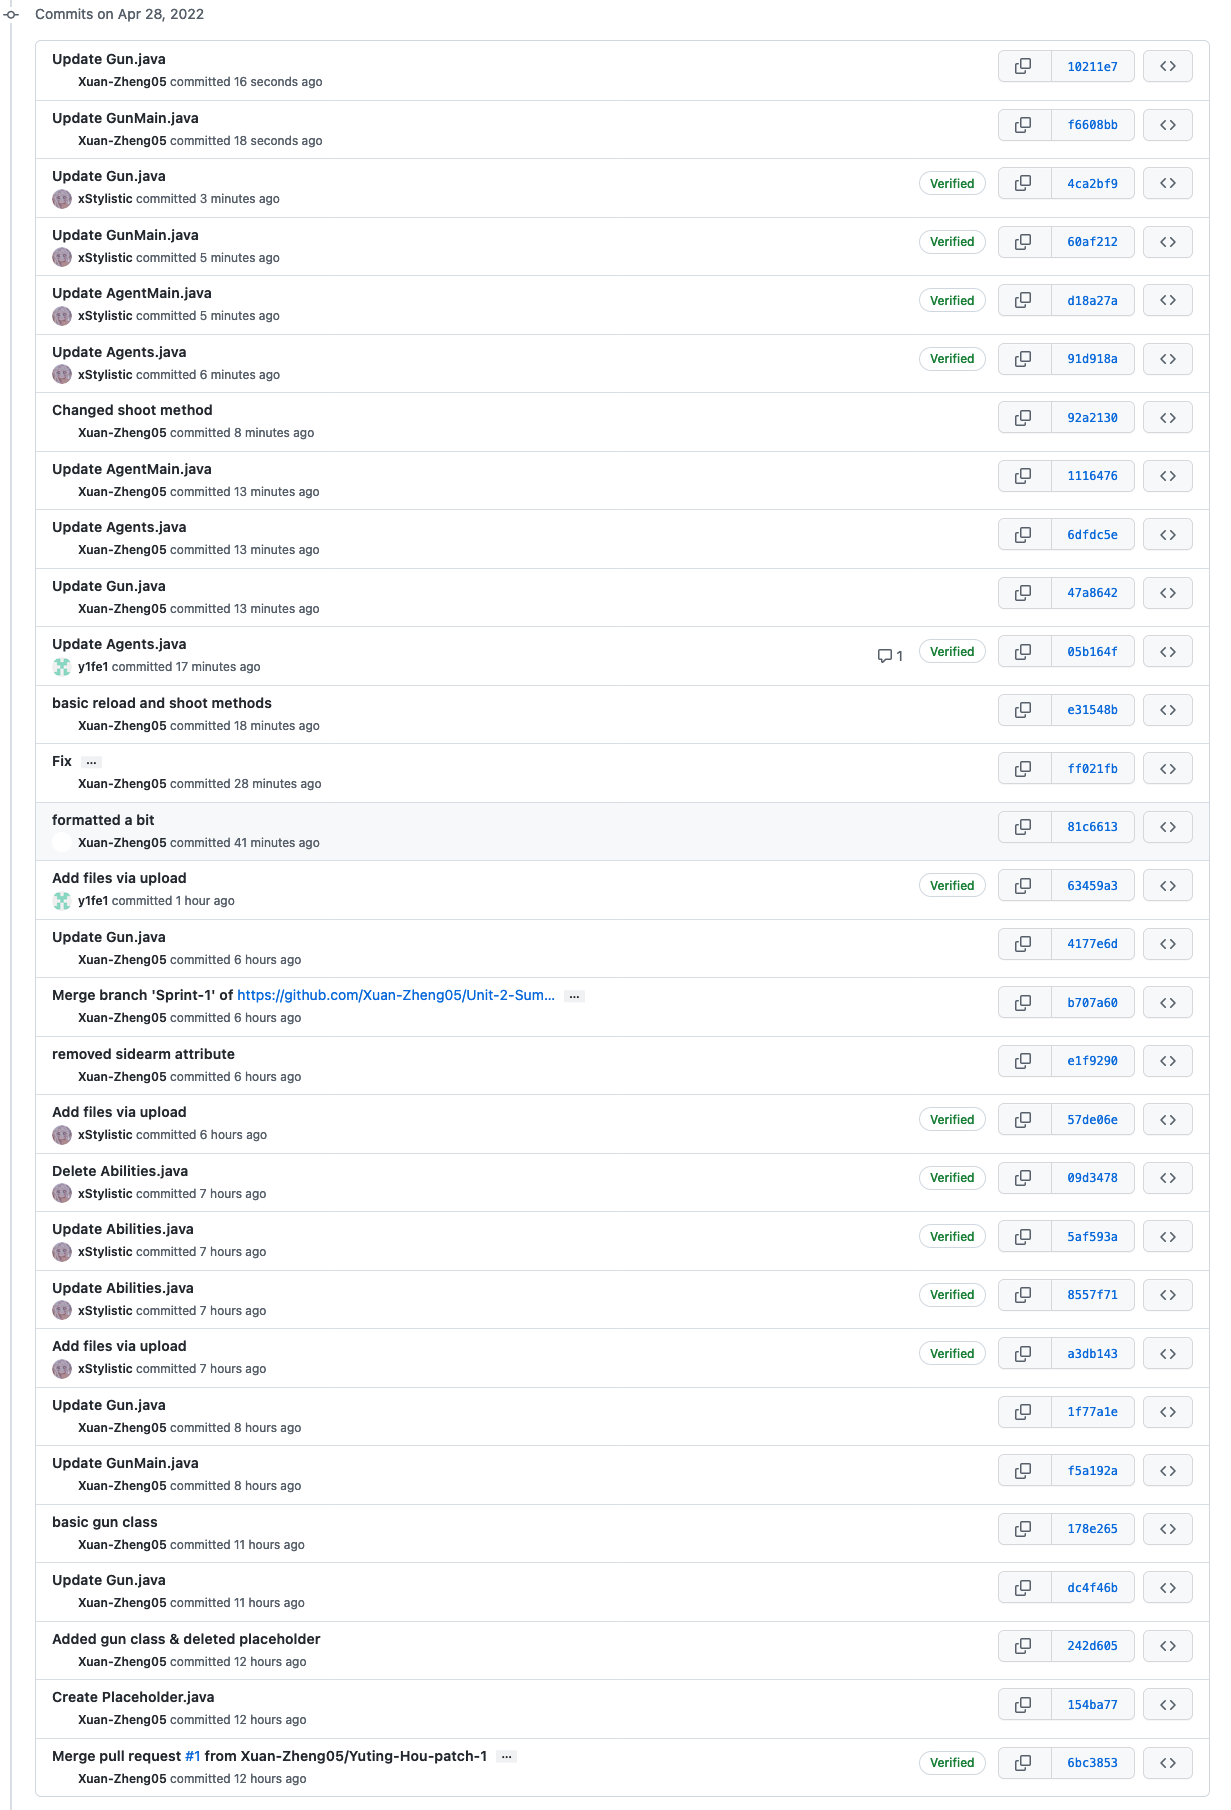 Commits on Apr 28, 2022
Update Gun.java
Xuan-Zheng05 committed 16 seconds ago
10211e7
Update GunMain.java
Xuan-Zheng05 committed 18 seconds ago
f6608bb
Update Gun.java
xStylistic committed 3 minutes ago
Verified
4ca2bf9
Update GunMain.java
xStylistic committed 5 minutes ago
Verified
60af212
Update AgentMain.java
xStylistic committed 5 minutes ago
Verified
d18a27a
Update Agents.java
xStylistic committed 6 minutes ago
Verified
91d918a
Changed shoot method
Xuan-Zheng05 committed 8 minutes ago
92a2130
Update AgentMain.java
Xuan-Zheng05 committed 13 minutes ago
1116476
Update Agents.java
Xuan-Zheng05 committed 13 minutes ago
6dfdc5e
Update Gun.java
Xuan-Zheng05 committed 13 minutes ago
47a8642
Update Agents.java
y1fe1 committed 17 minutes ago
1
Verified
05b164f
basic reload and shoot methods
Xuan-Zheng05 committed 18 minutes ago
e31548b
Fix ...
Xuan-Zheng05 committed 28 minutes ago
ff021fb
formatted a bit
Xuan-Zheng05 committed 41 minutes ago
81c6613
Add files via upload
y1fe1 committed 1 hour ago
Verified
63459a3
Update Gun.java
Xuan-Zheng05 committed 6 hours ago
4177e6d
Merge branch 'Sprint-1' of https://github.com/Xuan-Zheng05/Unit-2-Sum... ...
Xuan-Zheng05 committed 6 hours ago
b707a60
removed sidearm attribute
Xuan-Zheng05 committed 6 hours ago
e1f9290
Add files via upload
xStylistic committed 6 hours ago
Verified
57de06e
Delete Abilities.java
xStylistic committed 7 hours ago
Verified
09d3478
Update Abilities.java
xStylistic committed 7 hours ago
Verified
5af593a
Update Abilities.java
xStylistic committed 7 hours ago
Verified
8557f71
Add files via upload
xStylistic committed 7 hours ago
Verified
a3db143
Update Gun.java
Xuan-Zheng05 committed 8 hours ago
1f77a1e
Update GunMain.java
Xuan-Zheng05 committed 8 hours ago
f5a192a
basic gun class
Xuan-Zheng05 committed 11 hours ago
178e265
Update Gun.java
Xuan-Zheng05 committed 11 hours ago
dc4f46b
Added gun class & deleted placeholder
Xuan-Zheng05 committed 12 hours ago
242d605
Create Placeholder.java
Xuan-Zheng05 committed 12 hours ago
154ba77
Merge pull request #1 from Xuan-Zheng05/Yuting-Hou-patch-1 ...
Xuan-Zheng05 committed 12 hours ago
Verified
6bc3853